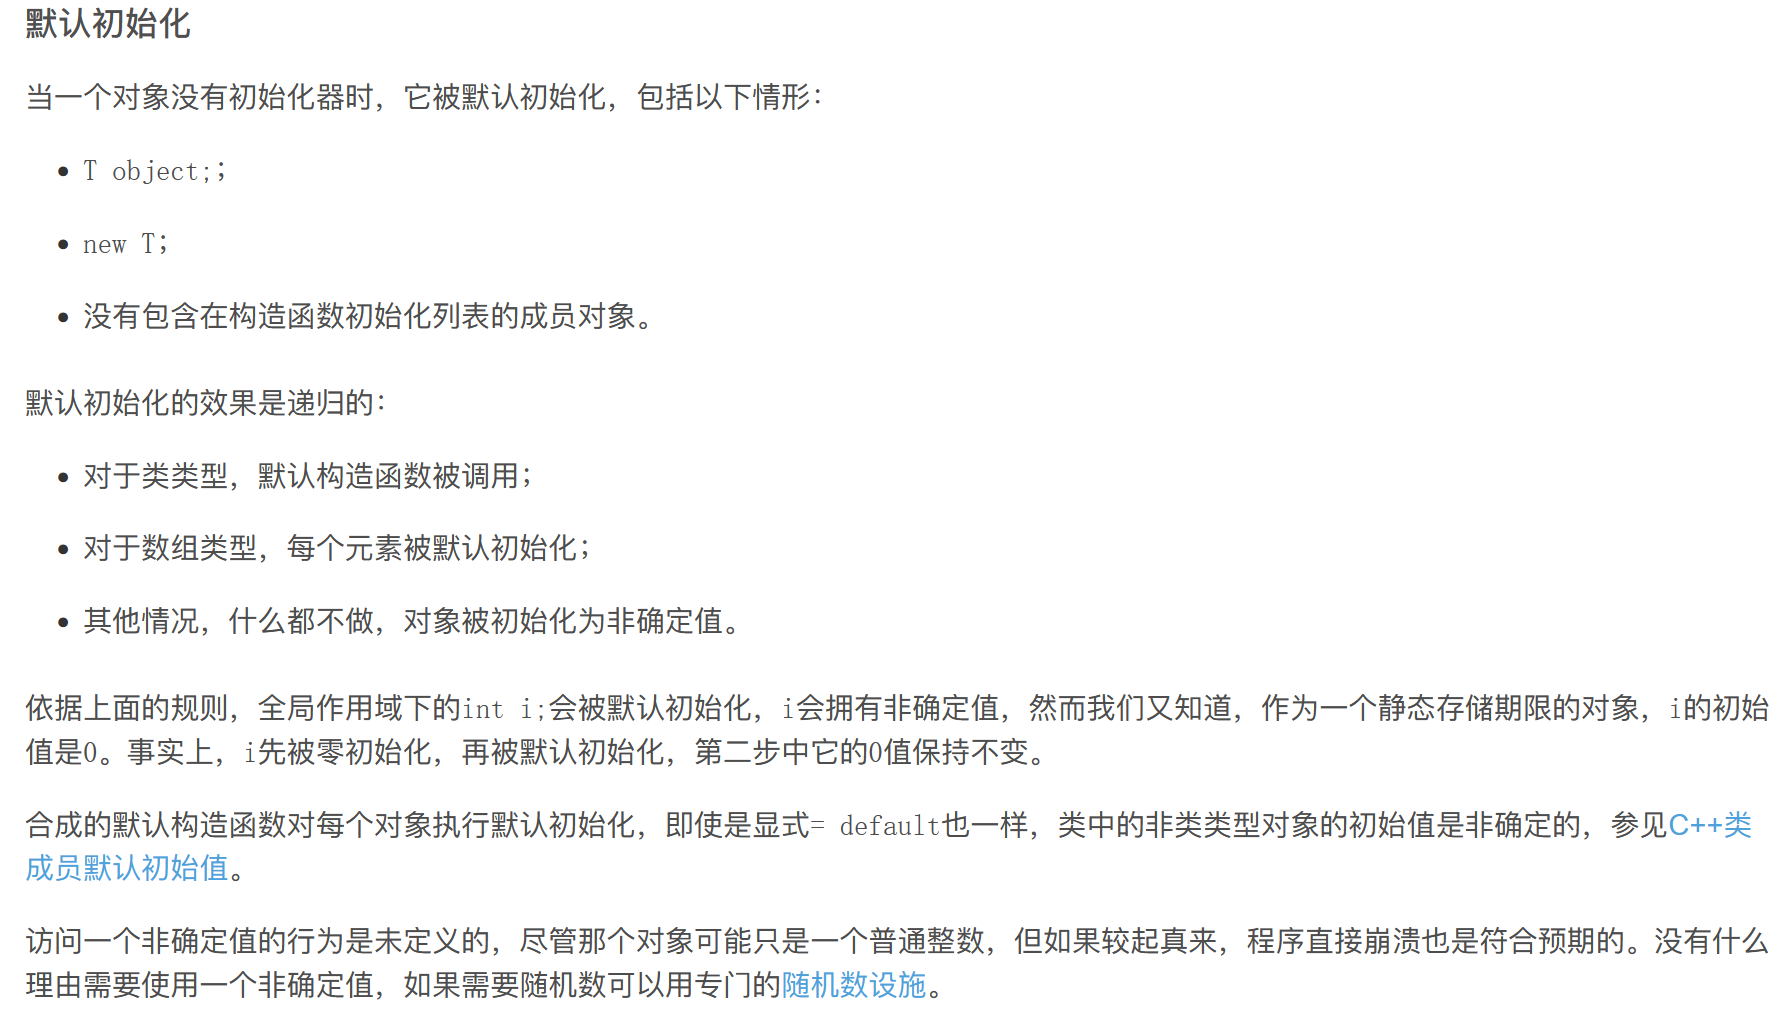 默认初始化
当一个对象没有初始化器时，它被默认初始化，包括以下情形：
• T object;；
• new T；
• 没有包含在构造函数初始化列表的成员对象。
默认初始化的效果是递归的：
• 对于类类型，默认构造函数被调用；
• 对于数组类型，每个元素被默认初始化；
• 其他情况，什么都不做，对象被初始化为非确定值。
依据上面的规则，全局作用域下的int i;会被默认初始化，i会拥有非确定值，然而我们又知道，作为一个静态存储期限的对象，i的初始
值是0。事实上，i先被零初始化，再被默认初始化，第二步中它的0值保持不变。
合成的默认构造函数对每个对象执行默认初始化，即使是显式= default也一样，类中的非类类型对象的初始值是非确定的，参见C++类
成员默认初始值。
访问一个非确定值的行为是未定义的，尽管那个对象可能只是一个普通整数，但如果较起真来，程序直接崩溃也是符合预期的。没有什么
理由需要使用一个非确定值，如果需要随机数可以用专门的随机数设施。